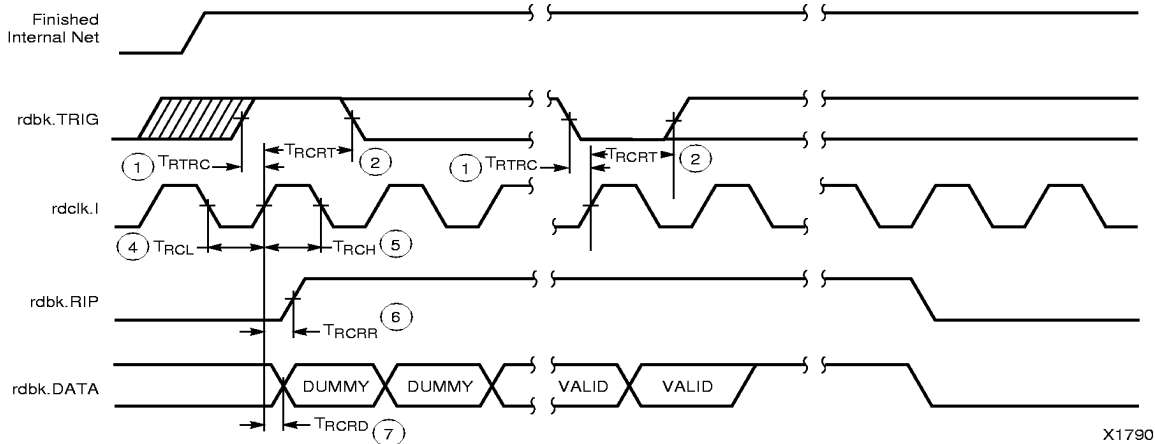 Finished
Internal Net
rdbk.TRIG
1 TRTRC TRCRT 2 1 TRTRC TRCRT 2
rdclk.I
4 TRCL TRCH 5
rdbk.RIP
TRCRR 6
rdbk.DATA DUMMY DUMMY VALID VALID
TRCRD 7
X1790